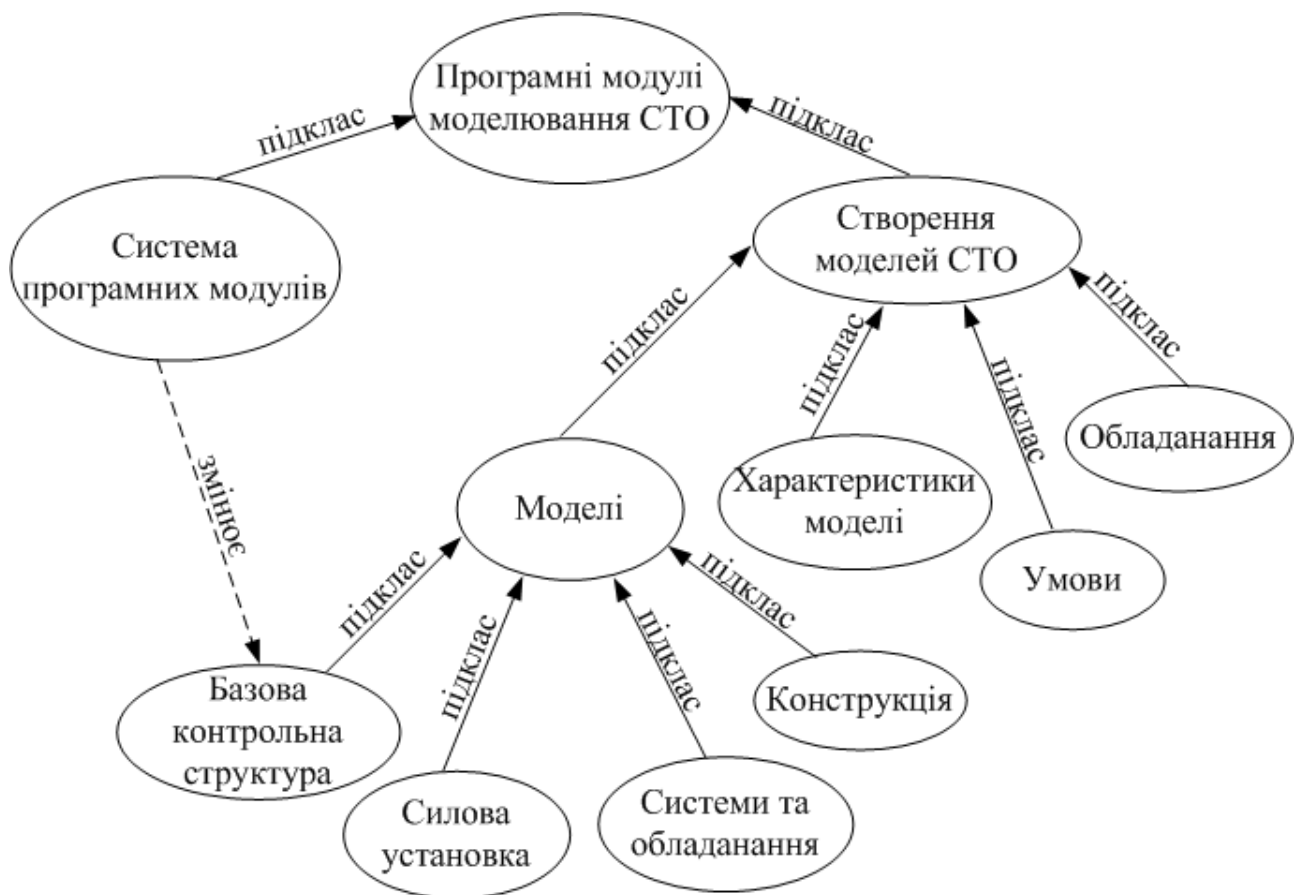 Програмні модулі
моделювання СТО
підклас
підклас
Система
програмних модулів
Створення
моделей СТО
підклас
підклас
підклас
підклас
змінює
Моделі
Характеристики
моделі
Обладанання
Умови
підклас
підклас
підклас
підклас
Базова
контрольна
структура
Силова
установка
Системи та
обладанання
Конструкція